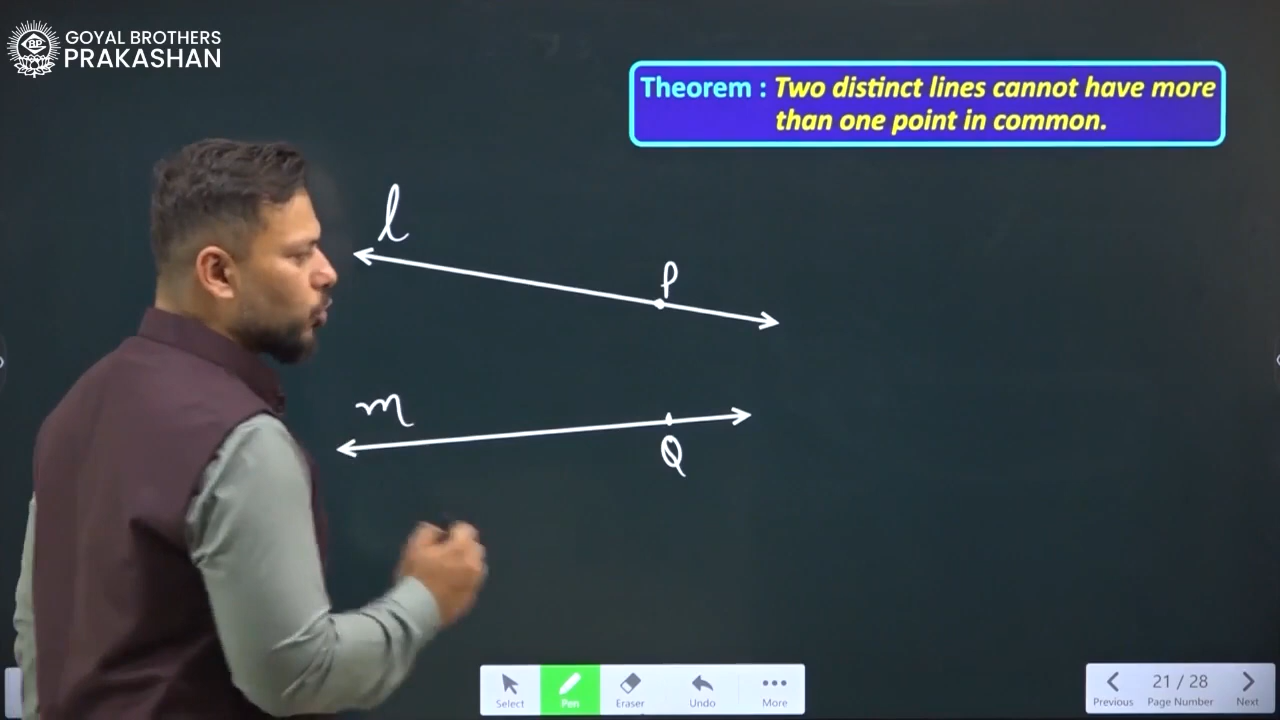 GOYAL BROTHERS
PRAKASHAN
Theorem : Two distinct lines cannot have more
than one point in common.
l
P
m
Q
Select
Pen
Eraser
Undo
More
Previous
21 / 28
Page Number
Next